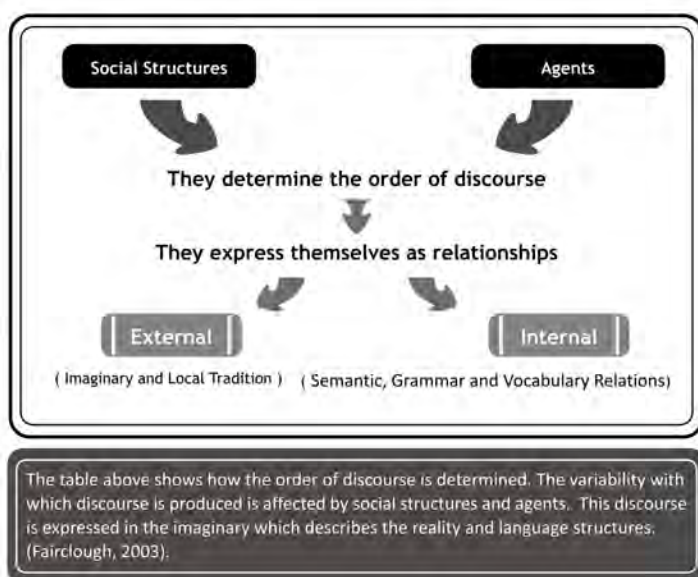 Social Structures
Agents
They determine the order of discourse
They express themselves as relationships
External
Internal
( Imaginary and Local Tradition )
( Semantic, Grammar and Vocabulary Relations)
The table above shows how the order of discourse is determined. The variability with
which discourse is produced is affected by social structures and agents. This discourse
is expressed in the imaginary which describes the reality and language structures.
(Fairclough, 2003).